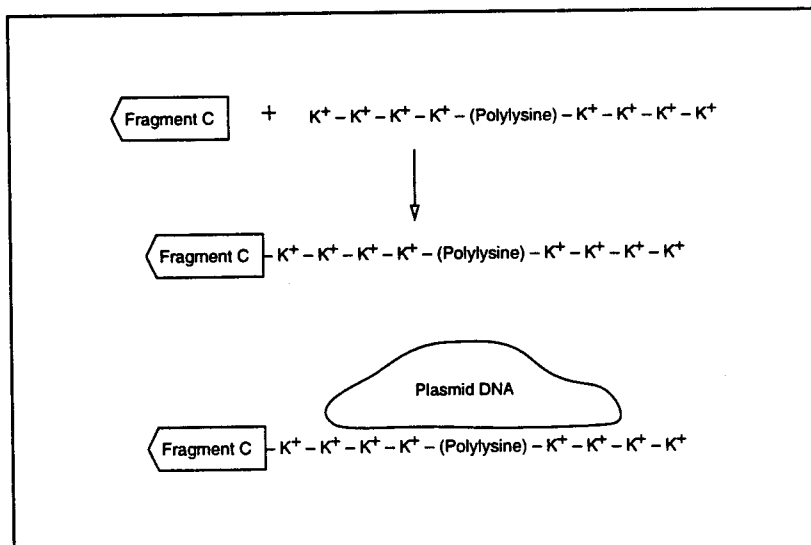 Fragment C + K⁺ – K⁺ – K⁺ – K⁺ – (Polylysine) – K⁺ – K⁺ – K⁺ – K⁺
Fragment C – K⁺ – K⁺ – K⁺ – K⁺ – (Polylysine) – K⁺ – K⁺ – K⁺ – K⁺
Plasmid DNA
Fragment C – K⁺ – K⁺ – K⁺ – K⁺ – (Polylysine) – K⁺ – K⁺ – K⁺ – K⁺